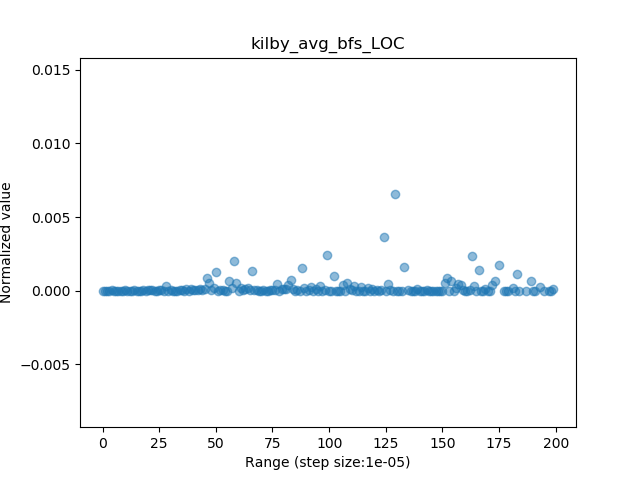 kilby_avg_bfs_LOC
0.015
0.010
0.005
0.000
−0.005
Normalized value
0 25 50 75 100 125 150 175 200
Range (step size:1e-05)